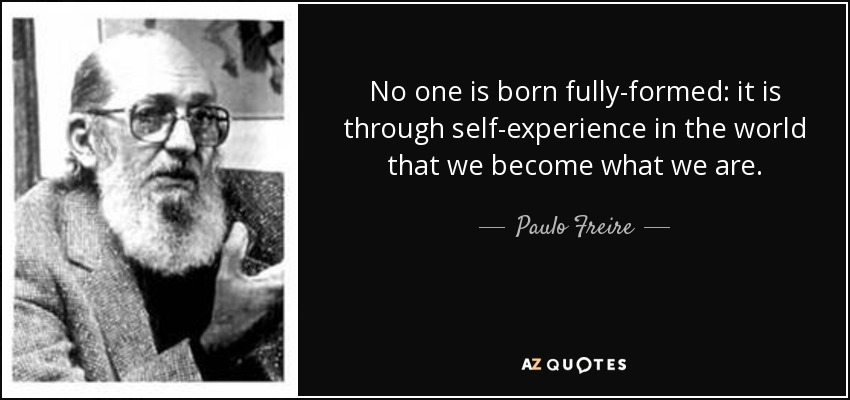 No one is born fully-formed: it is
through self-experience in the world
that we become what we are.
— Paulo Freire —
AZ QUOTES